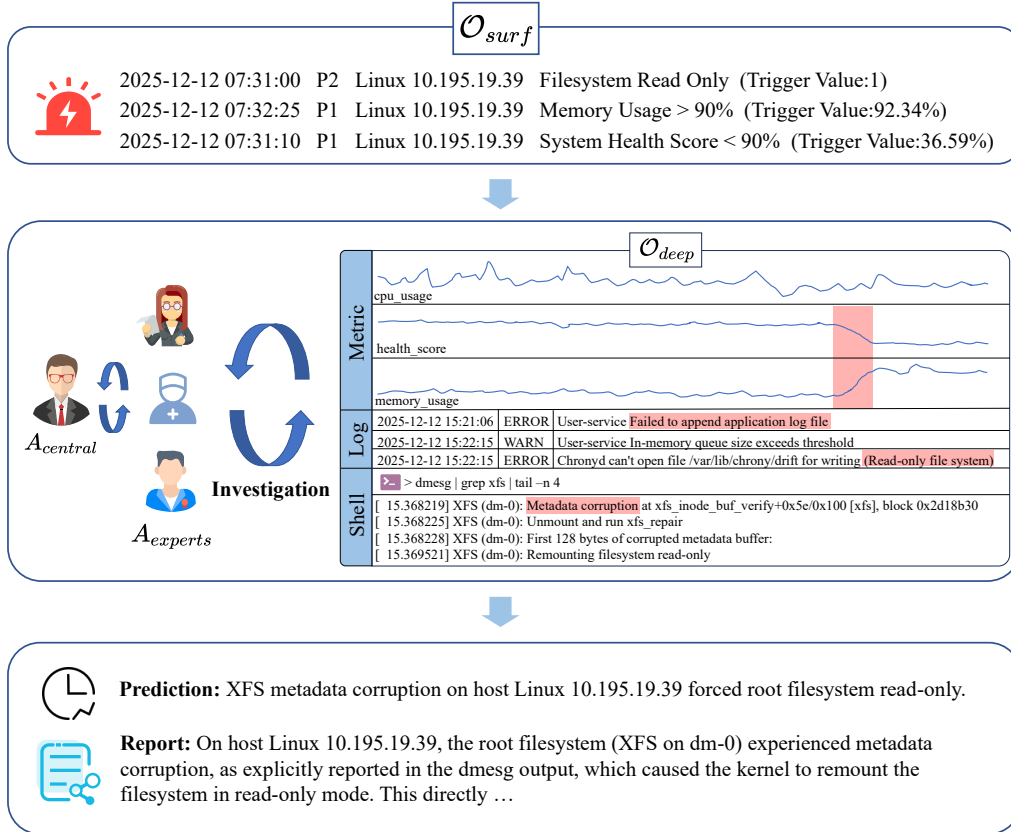 O_surf
2025-12-12 07:31:00 P2 Linux 10.195.19.39 Filesystem Read Only (Trigger Value:1)
2025-12-12 07:32:25 P1 Linux 10.195.19.39 Memory Usage > 90% (Trigger Value:92.34%)
2025-12-12 07:31:10 P1 Linux 10.195.19.39 System Health Score < 90% (Trigger Value:36.59%)
A_central
A_experts
Investigation
O_deep
Metric
cpu_usage
health_score
memory_usage
Log
2025-12-12 15:21:06 ERROR User-service Failed to append application log file
2025-12-12 15:22:15 WARN User-service In-memory queue size exceeds threshold
2025-12-12 15:22:15 ERROR Chronyd can't open file /var/lib/chrony/drift for writing (Read-only file system)
Shell
> dmesg | grep xfs | tail –n 4
[ 15.368219] XFS (dm-0): Metadata corruption at xfs_inode_buf_verify+0x5e/0x100 [xfs], block 0x2d18b30
[ 15.368225] XFS (dm-0): Unmount and run xfs_repair
[ 15.368228] XFS (dm-0): First 128 bytes of corrupted metadata buffer:
[ 15.369521] XFS (dm-0): Remounting filesystem read-only
Prediction: XFS metadata corruption on host Linux 10.195.19.39 forced root filesystem read-only.
Report: On host Linux 10.195.19.39, the root filesystem (XFS on dm-0) experienced metadata
corruption, as explicitly reported in the dmesg output, which caused the kernel to remount the
filesystem in read-only mode. This directly …